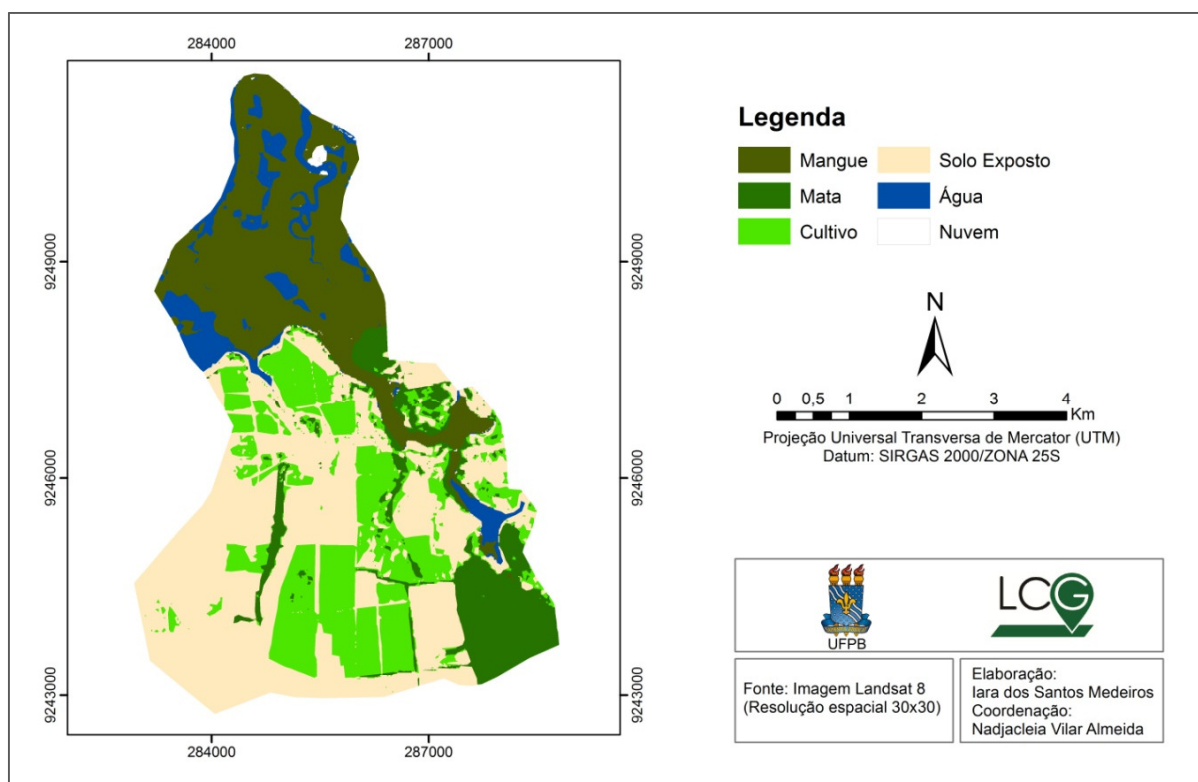 284000
287000
Legenda
Mangue
Solo Exposto
Mata
Água
Cultivo
Nuvem
9249000
9249000
N
0 0,5 1 2 3 4
Km
Projeção Universal Transversa de Mercator (UTM)
Datum: SIRGAS 2000/ZONA 25S
9246000
9246000
UFPB
LCG
Fonte: Imagem Landsat 8
(Resolução espacial 30x30)
Elaboração:
Iara dos Santos Medeiros
Coordenação:
Nadjacleia Vilar Almeida
9243000
9243000
284000
287000